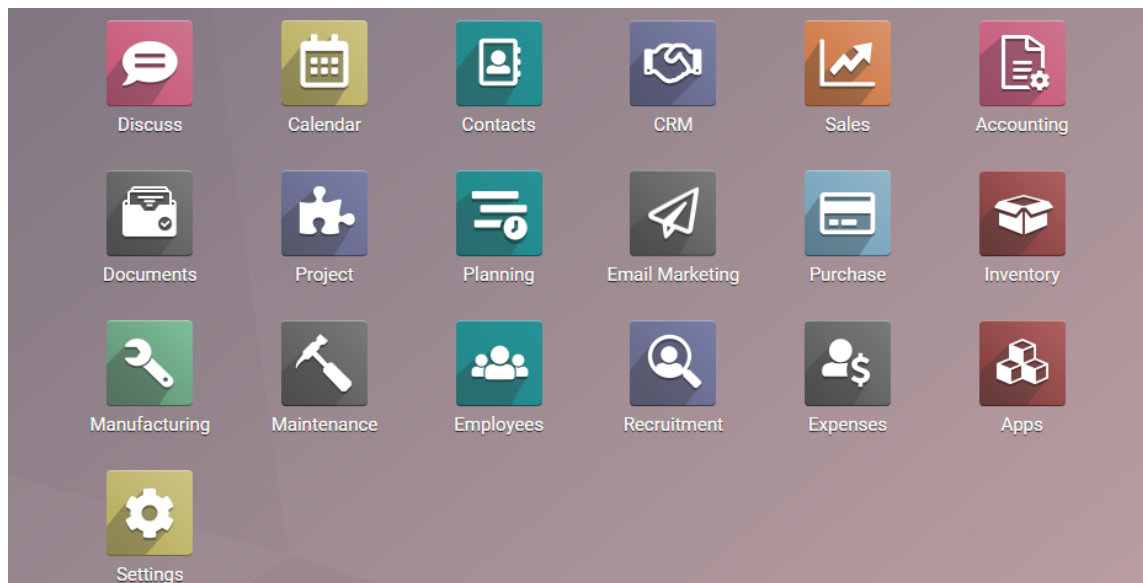 Discuss
Calendar
Contacts
CRM
Sales
Accounting
Documents
Project
Planning
Email Marketing
Purchase
Inventory
Manufacturing
Maintenance
Employees
Recruitment
Expenses
Apps
Settings